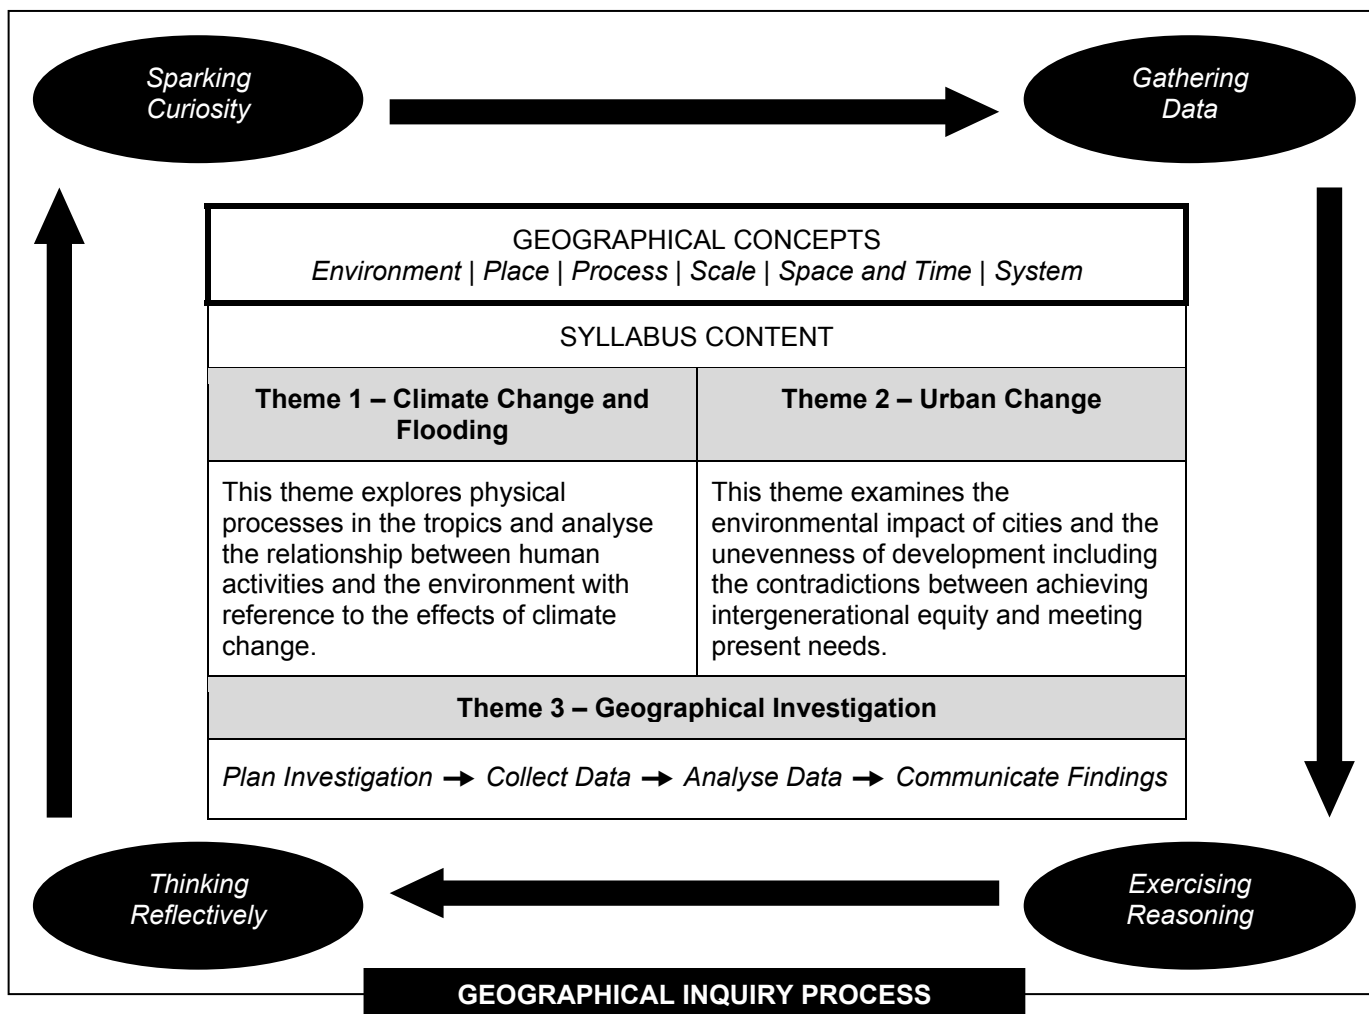 Sparking
Curiosity
Gathering
Data
GEOGRAPHICAL CONCEPTS
Environment | Place | Process | Scale | Space and Time | System
SYLLABUS CONTENT
Theme 1 – Climate Change and
Flooding
Theme 2 – Urban Change
This theme explores physical
processes in the tropics and analyse
the relationship between human
activities and the environment with
reference to the effects of climate
change.
This theme examines the
environmental impact of cities and the
unevenness of development including
the contradictions between achieving
intergenerational equity and meeting
present needs.
Theme 3 – Geographical Investigation
Plan Investigation → Collect Data → Analyse Data → Communicate Findings
Thinking
Reflectively
Exercising
Reasoning
GEOGRAPHICAL INQUIRY PROCESS